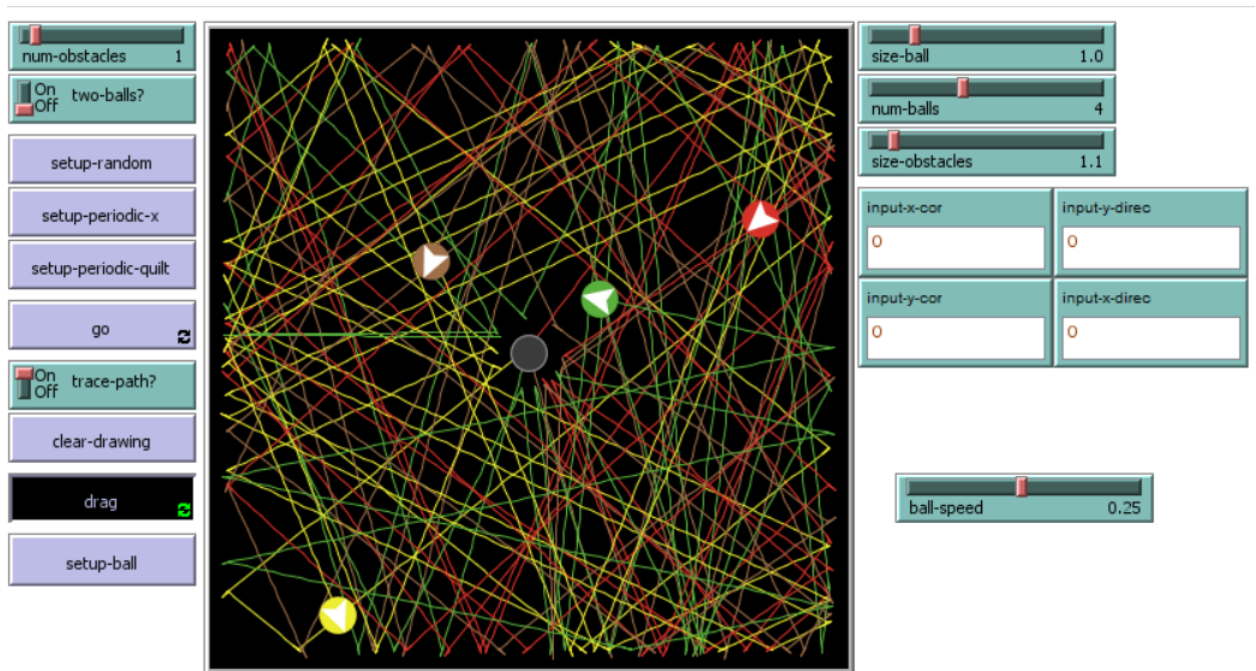 num-obstacles 1
On
Off
two-balls?
setup-random
setup-periodic-x
setup-periodic-quilt
go
On
Off
trace-path?
clear-drawing
drag
setup-ball
size-ball 1.0
num-balls 4
size-obstacles 1.1
input-x-cor
0
input-y-direc
0
input-y-cor
0
input-x-direc
0
ball-speed 0.25